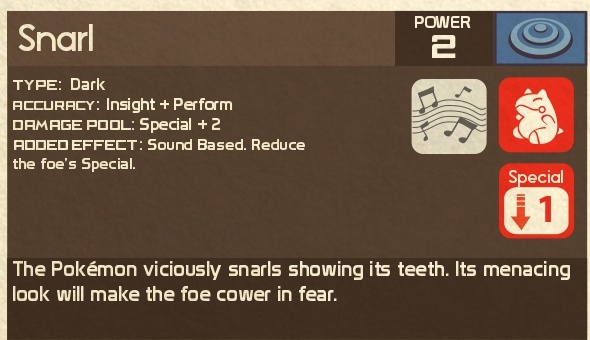 Snarl
POWER
2
TYPE: Dark
ACCURACY: Insight + Perform
DAMAGE POOL: Special + 2
ADDED EFFECT: Sound Based. Reduce
the foe's Special.
Special
1
The Pokémon viciously snarls showing its teeth. Its menacing
look will make the foe cower in fear.